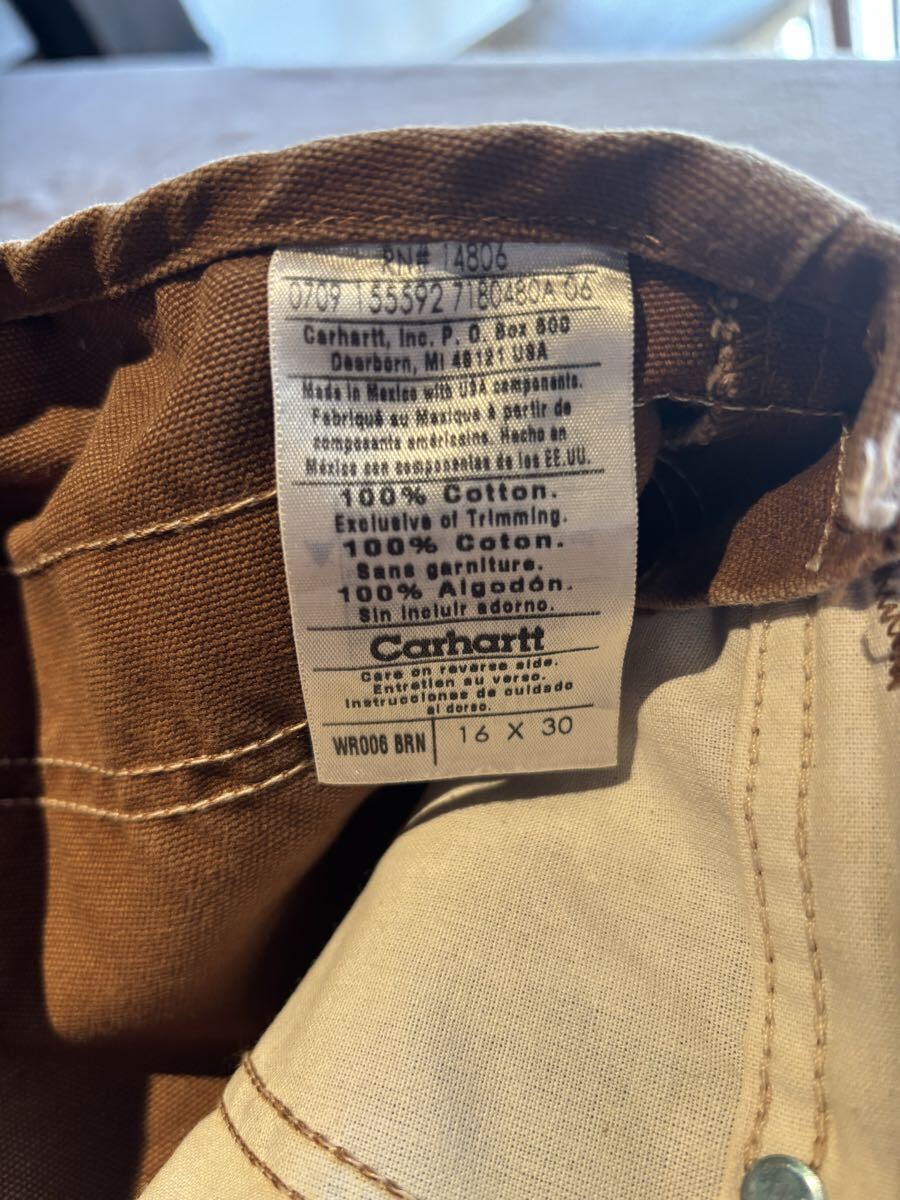 RN# 14806
0709 155592 7180480A 06
Carhartt, Inc. P. O. Box 600
Dearborn, MI 48121 USA
Made in Mexico with USA components.
Fabriqué au Mexique à partir de
composants américains. Hecho en
México con componentes de los EE.UU.
100% Cotton.
Exclusive of Trimming.
100% Coton.
Sans garniture.
100% Algodón.
Sin incluir adorno.
Carhartt
Care on reverse side.
Entretien au verso.
Instrucciones de cuidado
al dorso.
WR006 BRN 16 X 30